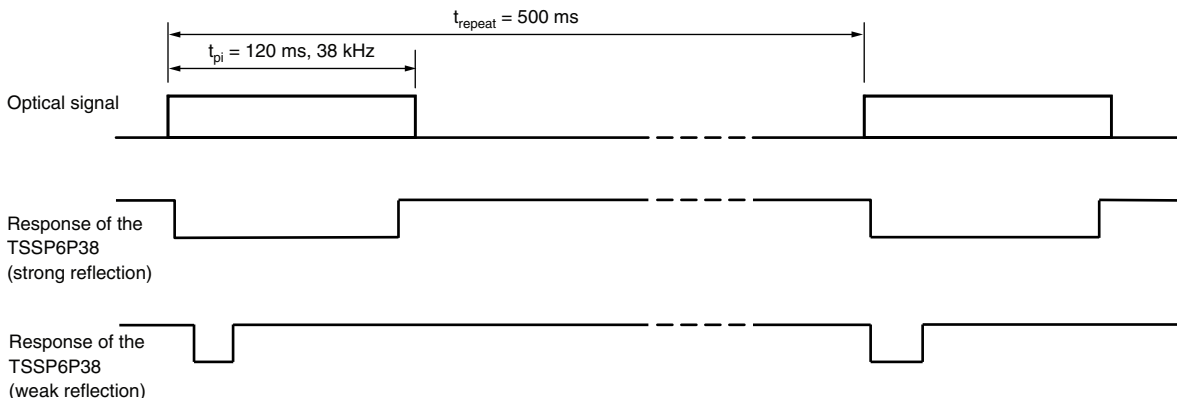 t_repeat = 500 ms
t_pi = 120 ms, 38 kHz
Optical signal
Response of the
TSSP6P38
(strong reflection)
Response of the
TSSP6P38
(weak reflection)